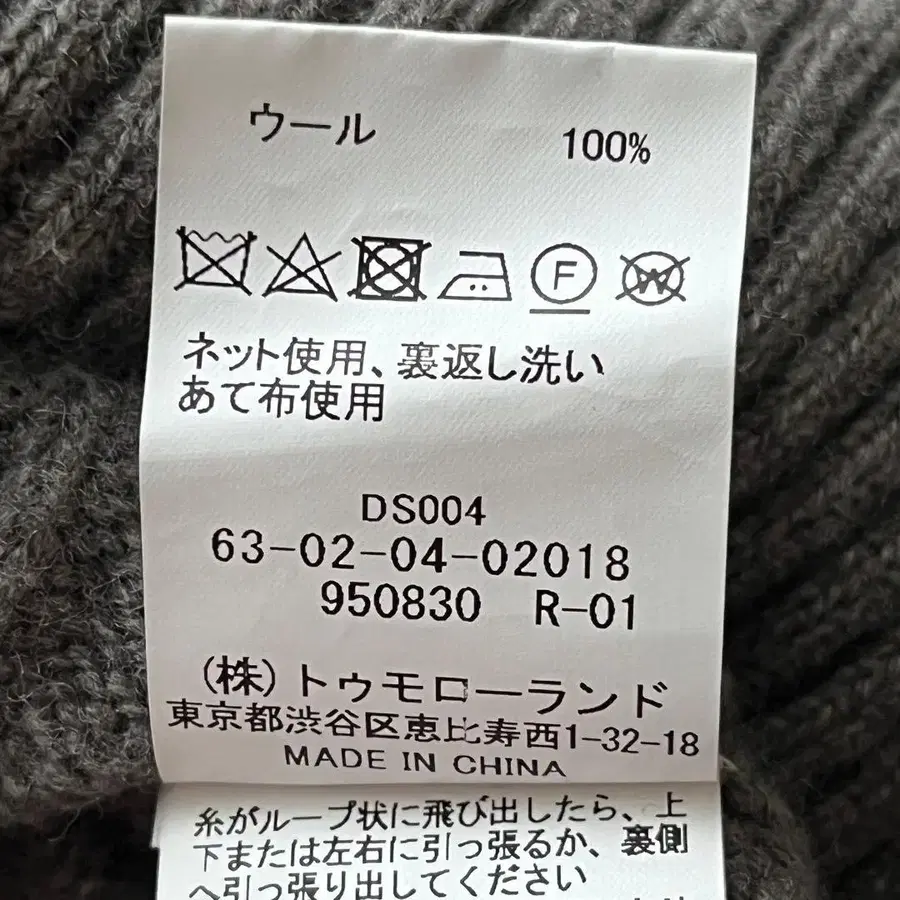 ウール 100%
F W
ネット使用、裏返し洗い
あて布使用
DS004
63-02-04-02018
950830 R-01
(株)トゥモローランド
東京都渋谷区恵比寿西1-32-18
MADE IN CHINA
糸がループ状に飛び出したら、上
下または左右に引っ張るか、裏側
へ引っ張り出してください